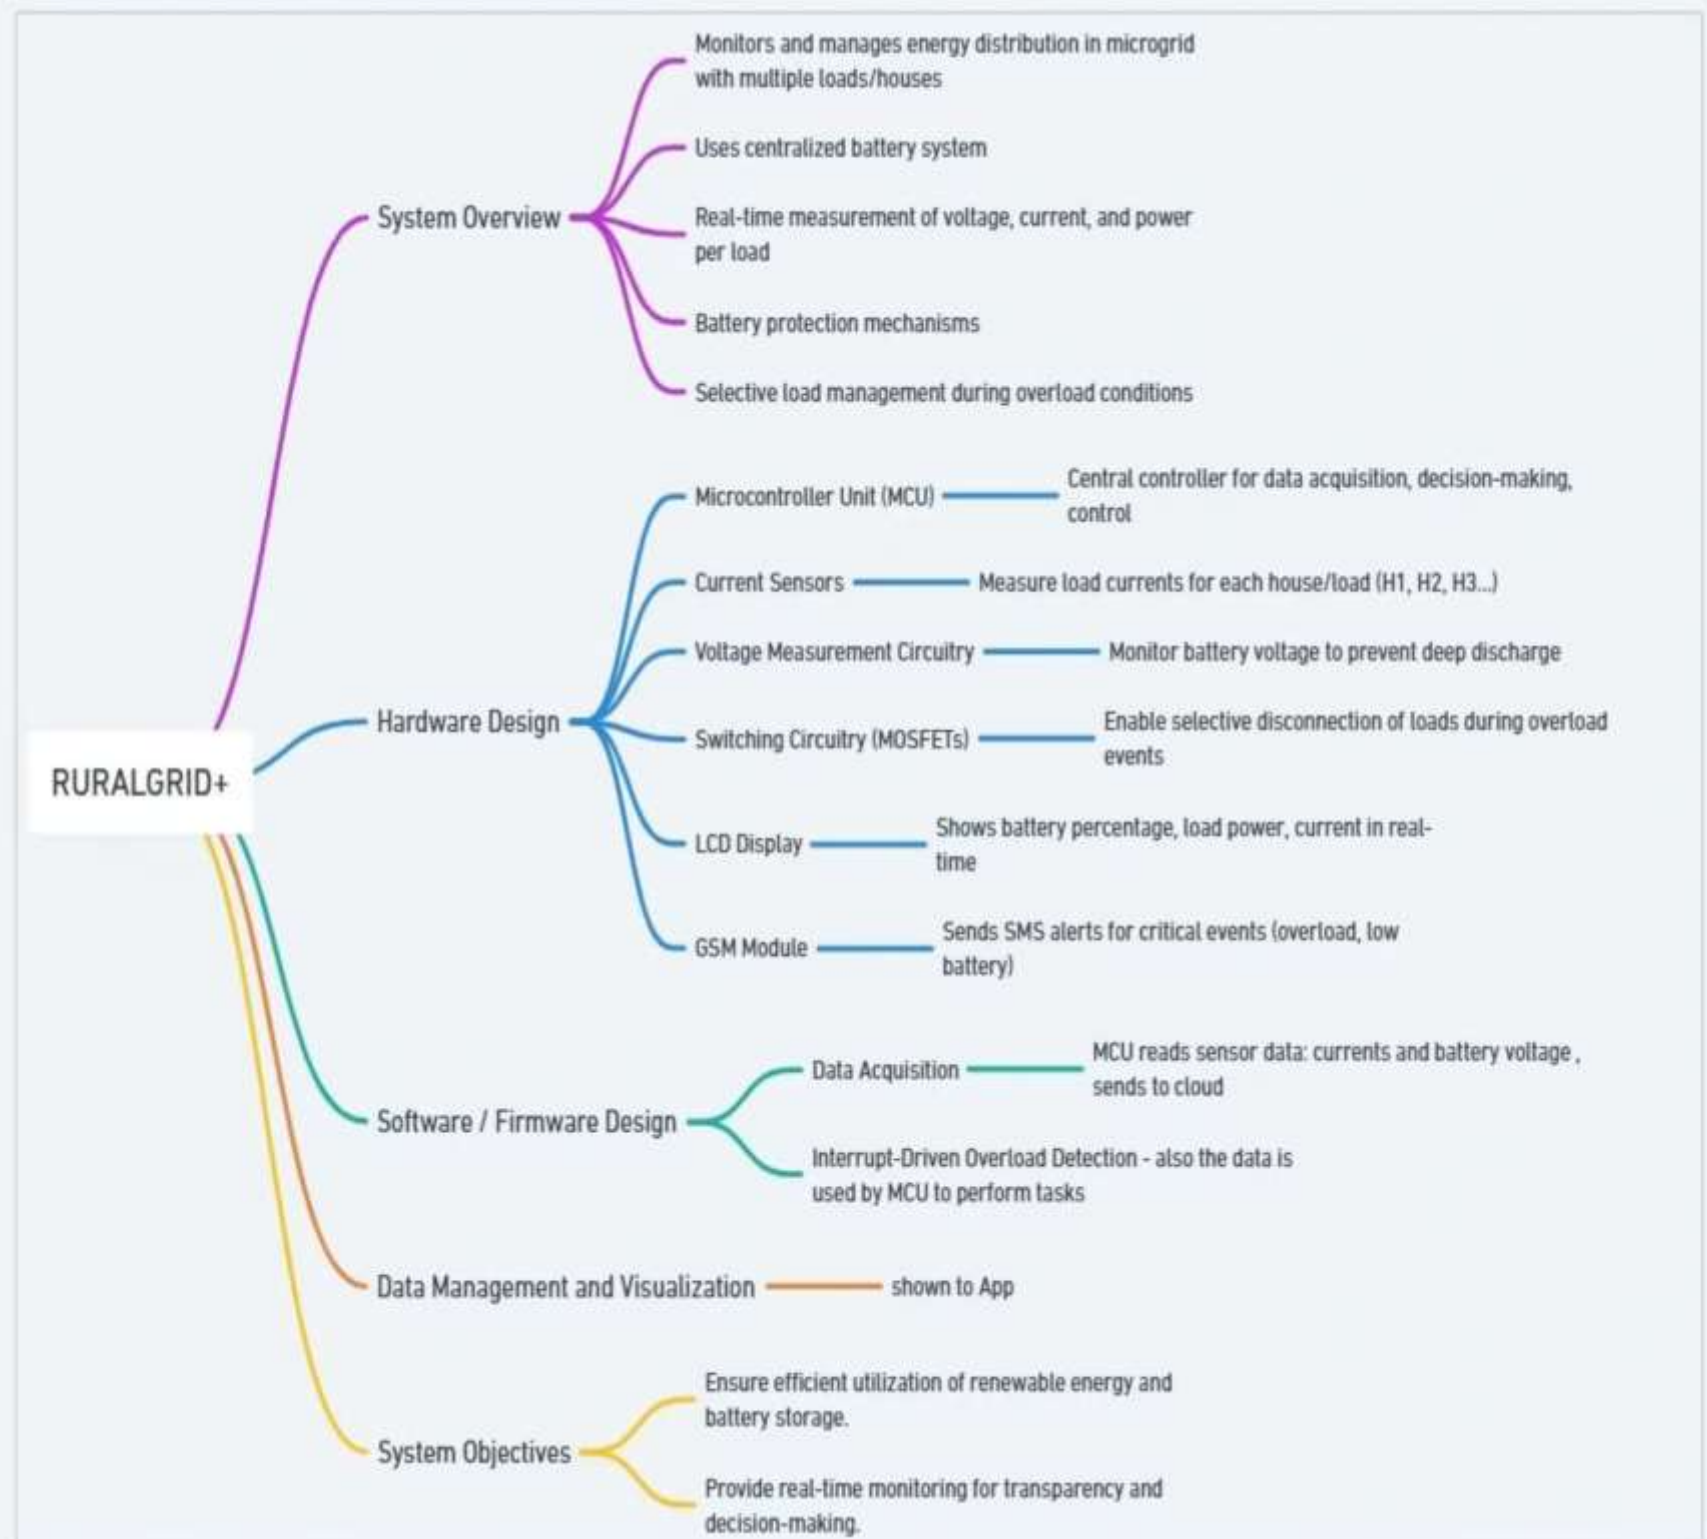 Monitors and manages energy distribution in microgrid
with multiple loads/houses
Uses centralized battery system
System Overview
Real-time measurement of voltage, current, and power
per load
Battery protection mechanisms
Selective load management during overload conditions
Microcontroller Unit (MCU)
Central controller for data acquisition, decision-making,
control
Current Sensors
Measure load currents for each house/load (H1, H2, H3...)
Voltage Measurement Circuitry
Monitor battery voltage to prevent deep discharge
Hardware Design
Switching Circuitry (MOSFETs)
Enable selective disconnection of loads during overload
events
RURALGRID+
LCD Display
Shows battery percentage, load power, current in real-
time
GSM Module
Sends SMS alerts for critical events (overload, low
battery)
Software / Firmware Design
Data Acquisition
MCU reads sensor data: currents and battery voltage ,
sends to cloud
Interrupt-Driven Overload Detection - also the data is
used by MCU to perform tasks
Data Management and Visualization
shown to App
System Objectives
Ensure efficient utilization of renewable energy and
battery storage.
Provide real-time monitoring for transparency and
decision-making.